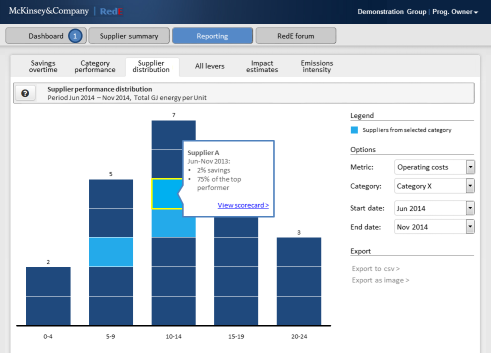 McKinsey&Company | RedE
Demonstration Group | Prog. Owner
Dashboard 1 Supplier summary Reporting RedE forum
Savings overtime
Category performance
Supplier distribution
All levers
Impact estimates
Emissions intensity
?
Supplier performance distribution
Period Jun 2014 – Nov 2014, Total GJ energy per Unit
7
5
2
3
Supplier A
Jun-Nov 2013:
• 2% savings
• 75% of the top performer
View scorecard >
0-4 5-9 10-14 15-19 20-24
Legend
Suppliers from selected category
Options
Metric: Operating costs
Category: Category X
Start date: Jun 2014
End date: Nov 2014
Export
Export to csv >
Export as image >